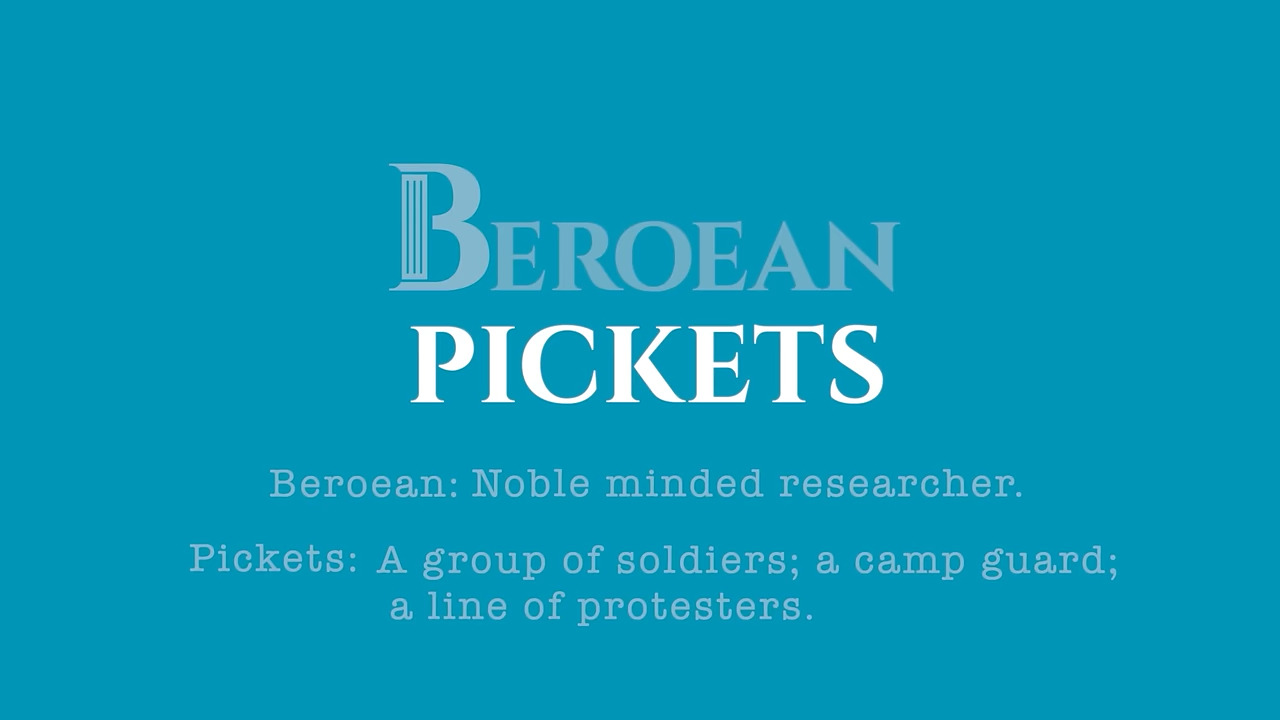 BEROEAN
PICKETS
Beroean: Noble minded researcher.
Pickets: A group of soldiers; a camp guard;
a line of protesters.